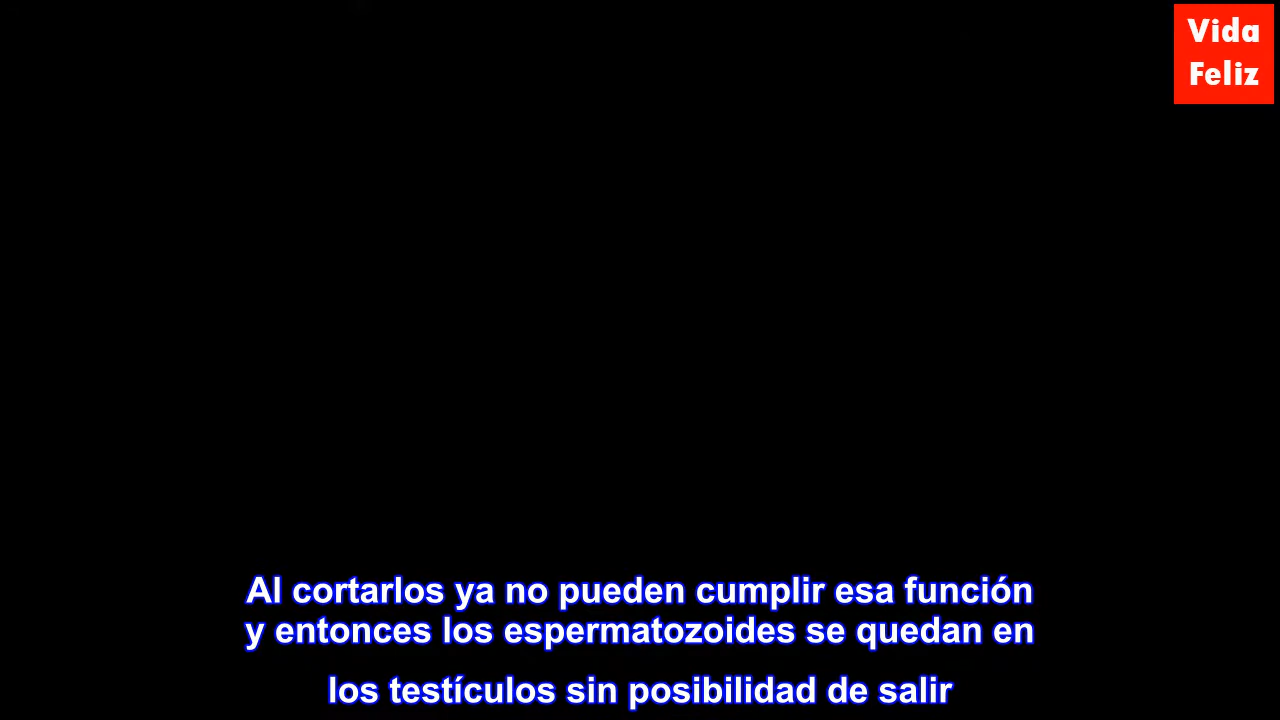 Vida
Feliz
Al cortarlos ya no pueden cumplir esa función
y entonces los espermatozoides se quedan en
los testículos sin posibilidad de salir